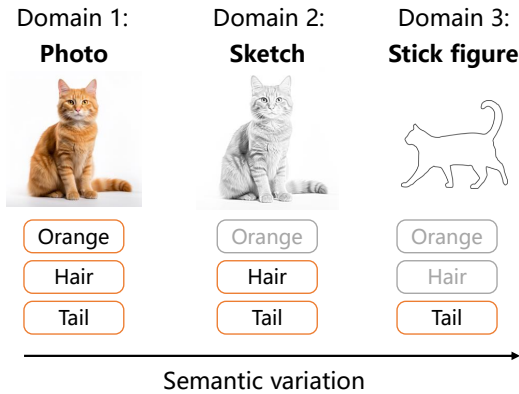 Domain 1: Domain 2: Domain 3:
Photo Sketch Stick figure
Orange Orange Orange
Hair Hair Hair
Tail Tail Tail
Semantic variation